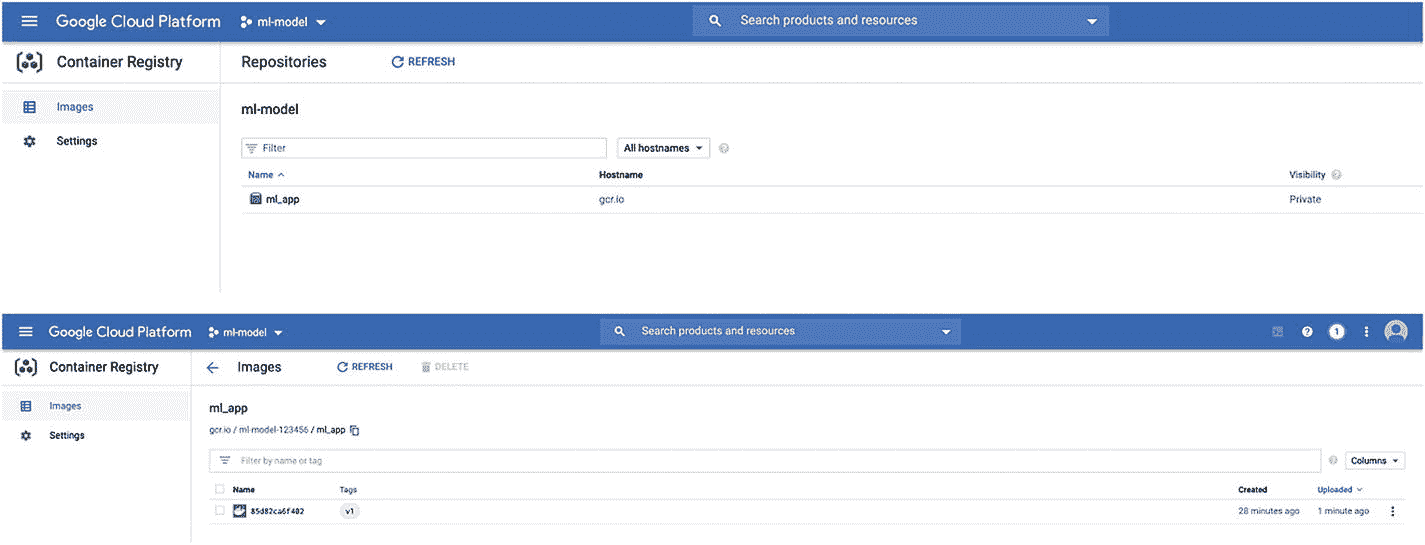 Google Cloud Platform ml-model Search products and resources
Container Registry Repositories REFRESH
Images
ml-model
Settings
Filter All hostnames
Name Hostname Visibility
ml_app gcr.io Private
Google Cloud Platform ml-model Search products and resources 1
Container Registry Images REFRESH DELETE
Images
ml_app
Settings
gcr.io / ml-model-123456 / ml_app
Filter by name or tag Columns
Name Tags Created Uploaded
85d82ca6f402 v1 28 minutes ago 1 minute ago